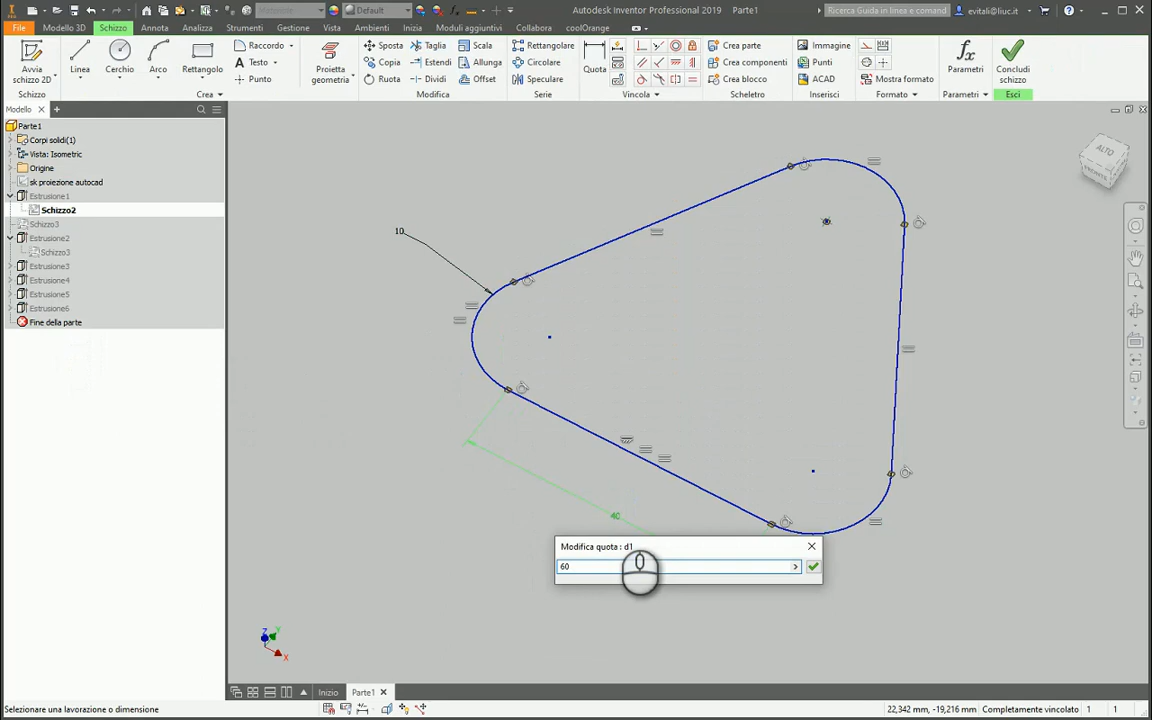 Default
Autodesk Inventor Professional 2019 Parte1
Ricerca Guida in linea e comand
evitali@liuc.it
File
Modello 3D
Schizzo
Annota
Analizza
Strumenti
Gestione
Vista
Ambienti
Moduli aggiuntivi
Collabora
coolOrange
Avvia
schizzo 2D
Linea
Cerchio
Arco
Rettangolo
Raccordo
Testo
Punto
Proietta
geometria
Sposta
Copia
Ruota
Taglia
Estendi
Dividi
Scala
Allunga
Offset
Rettangolare
Circolare
Speculare
Quota
Crea parte
Crea componenti
Crea blocco
Immagine
Punti
ACAD
Mostra formato
Parametri
Concludi
schizzo
Schizzo
Crea
Modifica
Serie
Vincola
Scheletro
Inserisci
Formato
Parametri
Esci
Modello
Parte1
Corpi solidi(1)
Vista: Isometric
Origine
sk proiezione autocad
Estrusione1
Schizzo2
Schizzo3
Estrusione2
Schizzo3
Estrusione3
Estrusione4
Estrusione5
Estrusione6
Fine della parte
ALTO
10
40
Modifica quota : d1
60
Z
Y
X
Inizio
Parte1
Selezionare una lavorazione o dimensione
22,342 mm, -19,216 mm
Completamente vincolato
1
1